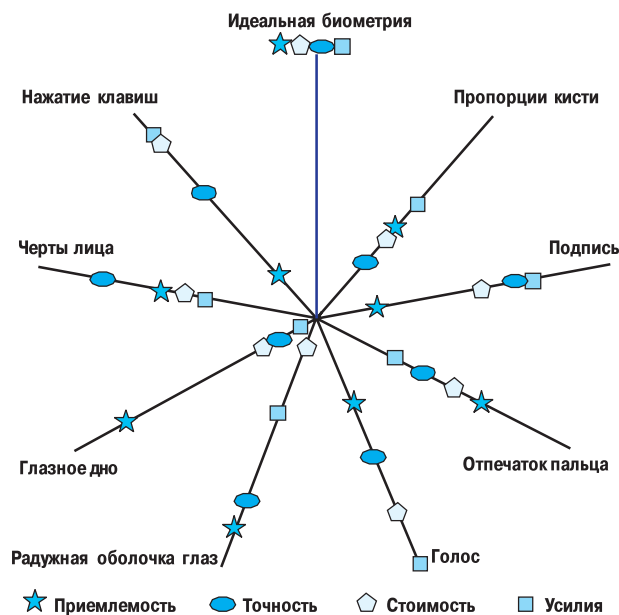 Идеальная биометрия
Нажатие клавиш
Пропорции кисти
Черты лица
Подпись
Глазное дно
Отпечаток пальца
Радужная оболочка глаз
Голос
Приемлемость
Точность
Стоимость
Усилия